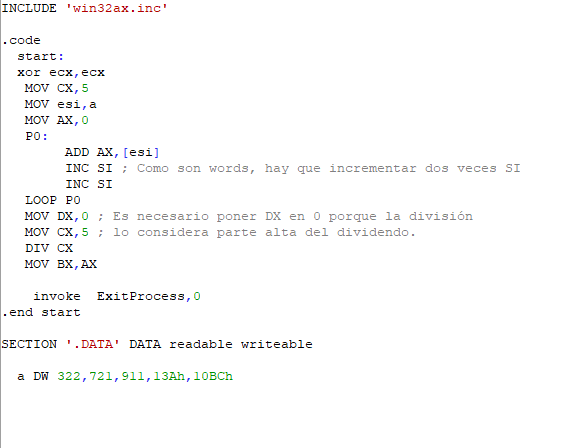 INCLUDE 'win32ax.inc'
.code
start:
xor ecx,ecx
MOV CX,5
MOV esi,a
MOV AX,0
P0:
ADD AX,[esi]
INC SI ; Como son words, hay que incrementar dos veces SI
INC SI
LOOP P0
MOV DX,0 ; Es necesario poner DX en 0 porque la división
MOV CX,5 ; lo considera parte alta del dividendo.
DIV CX
MOV BX,AX
invoke ExitProcess,0
.end start
SECTION '.DATA' DATA readable writeable
a DW 322,721,911,13Ah,10BCh